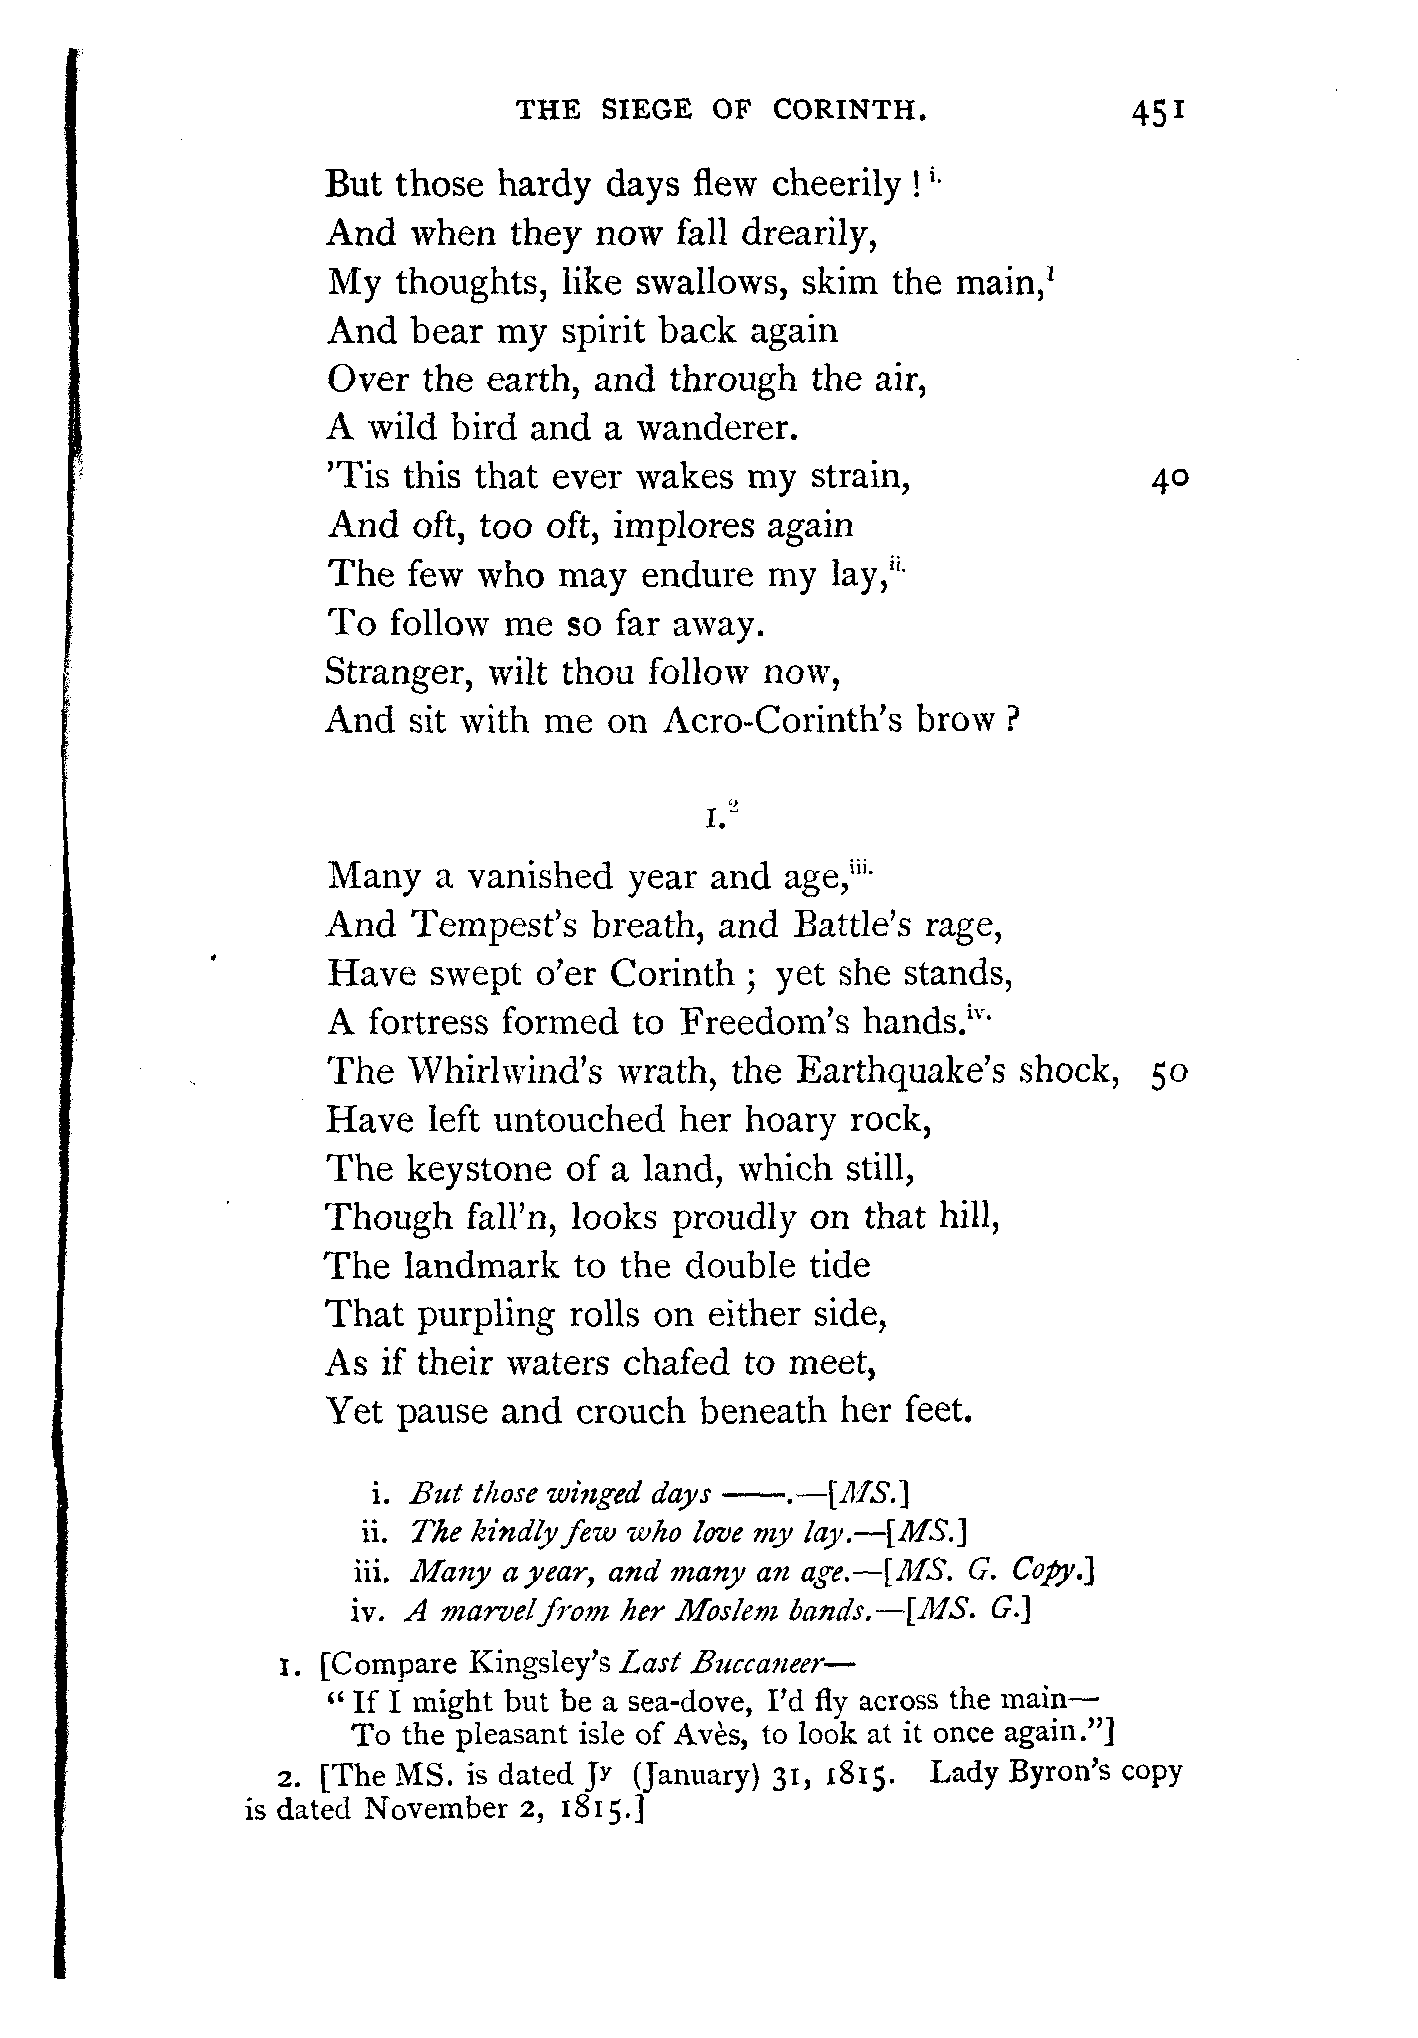 THE SIEGE OF CORINTH. 451
But those hardy days flew cheerily ! i.
And when they now fall drearily,
My thoughts, like swallows, skim the main,1
And bear my spirit back again
Over the earth, and through the air,
A wild bird and a wanderer.
’Tis this that ever wakes my strain, 40
And oft, too oft, implores again
The few who may endure my lay,ii.
To follow me so far away.
Stranger, wilt thou follow now,
And sit with me on Acro-Corinth’s brow ?
I.2
Many a vanished year and age,iii.
And Tempest’s breath, and Battle’s rage,
Have swept o’er Corinth ; yet she stands,
A fortress formed to Freedom’s hands.iv.
The Whirlwind’s wrath, the Earthquake’s shock, 50
Have left untouched her hoary rock,
The keystone of a land, which still,
Though fall’n, looks proudly on that hill,
The landmark to the double tide
That purpling rolls on either side,
As if their waters chafed to meet,
Yet pause and crouch beneath her feet.
i. But those winged days ——.—[MS.]
ii. The kindly few who love my lay.—[MS.]
iii. Many a year, and many an age.—[MS. G. Copy.]
iv. A marvel from her Moslem bands.—[MS. G.]
1. [Compare Kingsley’s Last Buccaneer—
“ If I might but be a sea-dove, I’d fly across the main—
To the pleasant isle of Avès, to look at it once again.”]
2. [The MS. is dated Jy (January) 31, 1815. Lady Byron’s copy
is dated November 2, 1815.]